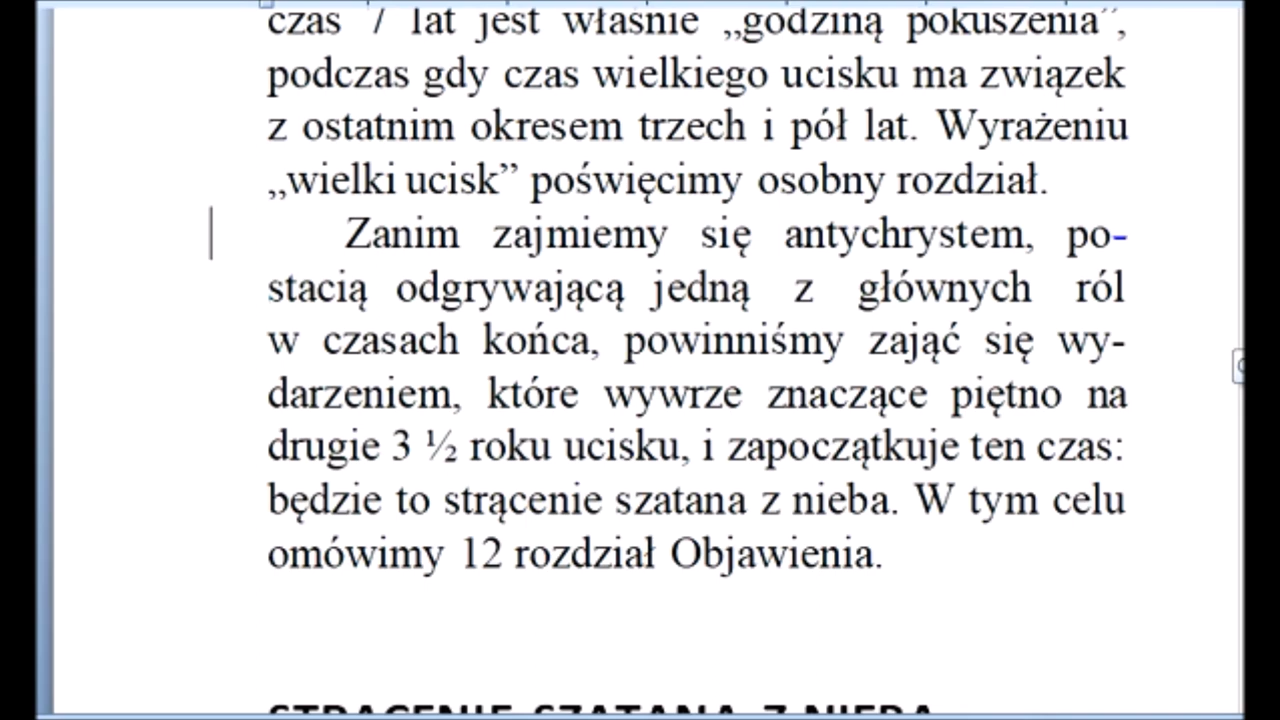 czas 7 lat jest właśnie „godziną pokuszenia”,
podczas gdy czas wielkiego ucisku ma związek
z ostatnim okresem trzech i pół lat. Wyrażeniu
„wielki ucisk” poświęcimy osobny rozdział.
Zanim zajmiemy się antychrystem, po-
stacią odgrywającą jedną z głównych ról
w czasach końca, powinniśmy zająć się wy-
darzeniem, które wywrze znaczące piętno na
drugie 3 ½ roku ucisku, i zapoczątkuje ten czas:
będzie to strącenie szatana z nieba. W tym celu
omówimy 12 rozdział Objawienia.
STRĄCENIE SZATANA Z NIEBA